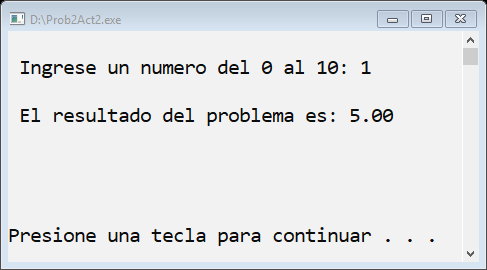 D:\Prob2Act2.exe
Ingrese un numero del 0 al 10: 1
El resultado del problema es: 5.00
Presione una tecla para continuar . . .